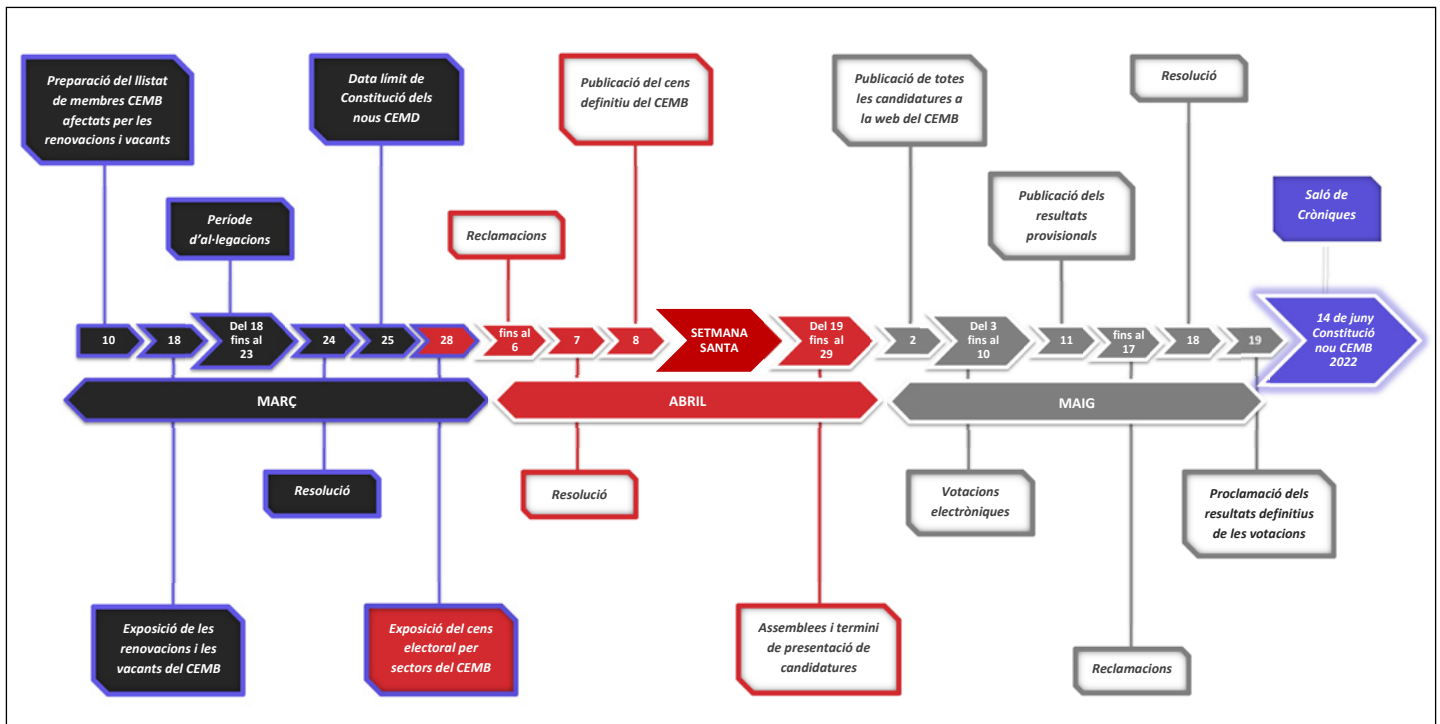 Preparació del llistat
de membres CEMB
afectats per les
renovacions i vacants
Data límit de
Constitució dels
nous CEMD
Publicació del cens
definitiu del CEMB
Publicació de totes
les candidatures a
la web del CEMB
Resolució
Període
d'al·legacions
Reclamacions
Publicació dels
resultats
provisionals
Saló de
Cròniques
10
18
Del 18
fins al
23
24
25
28
fins al
6
7
8
SETMANA
SANTA
Del 19
fins al
29
2
Del 3
fins al
10
11
fins al
17
18
19
14 de juny
Constitució
nou CEMB
2022
MARÇ
ABRIL
MAIG
Resolució
Resolució
Votacions
electròniques
Proclamació dels
resultats definitius
de les votacions
Exposició de les
renovacions i les
vacants del CEMB
Exposició del cens
electoral per
sectors del CEMB
Assemblees i termini
de presentació de
candidatures
Reclamacions